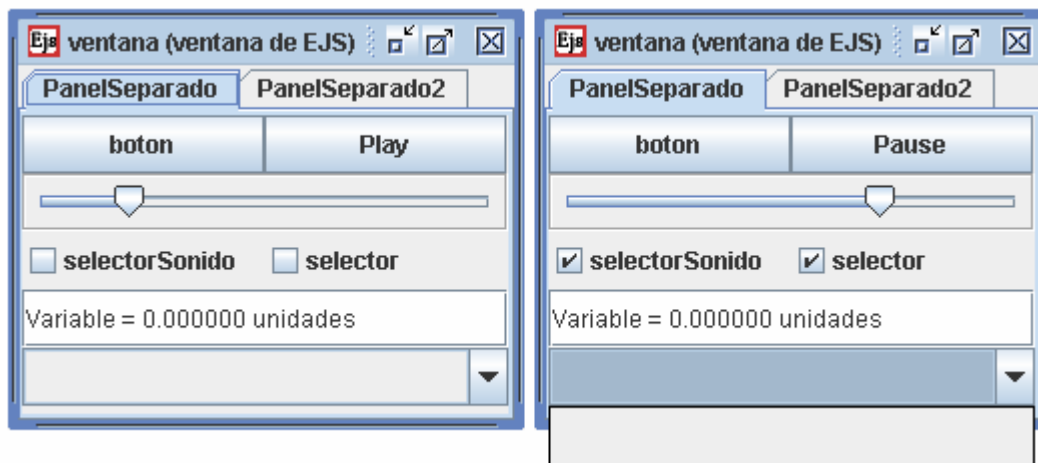 Ejs ventana (ventana de EJS)
PanelSeparado PanelSeparado2
boton Play
selectorSonido selector
Variable = 0.000000 unidades
Ejs ventana (ventana de EJS)
PanelSeparado PanelSeparado2
boton Pause
selectorSonido selector
Variable = 0.000000 unidades